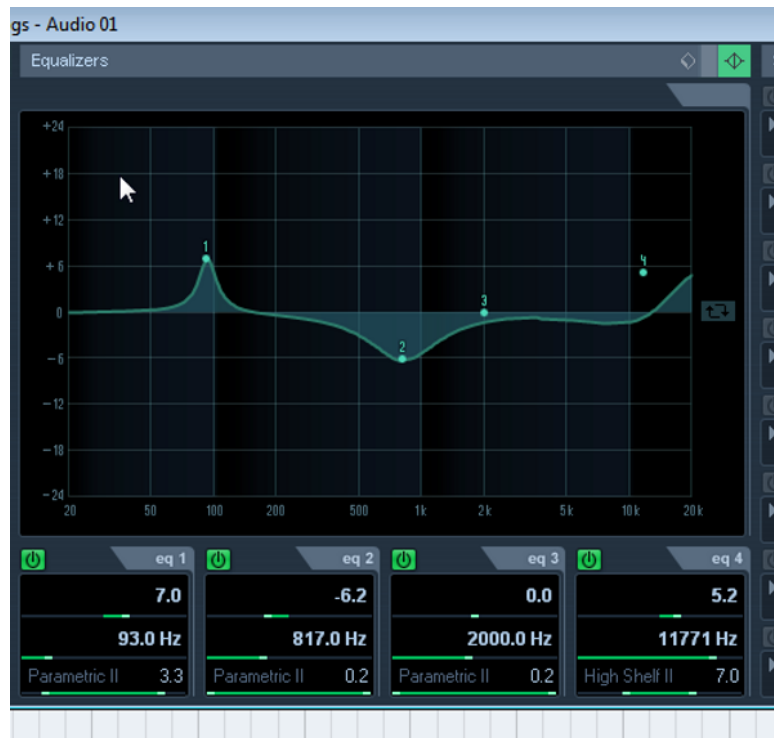 gs - Audio 01
Equalizers
+24
+18
+12
+6
0
-6
-12
-18
-24
1
2
3
4
20 50 100 200 500 1k 2k 5k 10k 20k
eq 1 eq 2 eq 3 eq 4
7.0 -6.2 0.0 5.2
93.0 Hz 817.0 Hz 2000.0 Hz 11771 Hz
Parametric II 3.3 Parametric II 0.2 Parametric II 0.2 High Shelf II 7.0